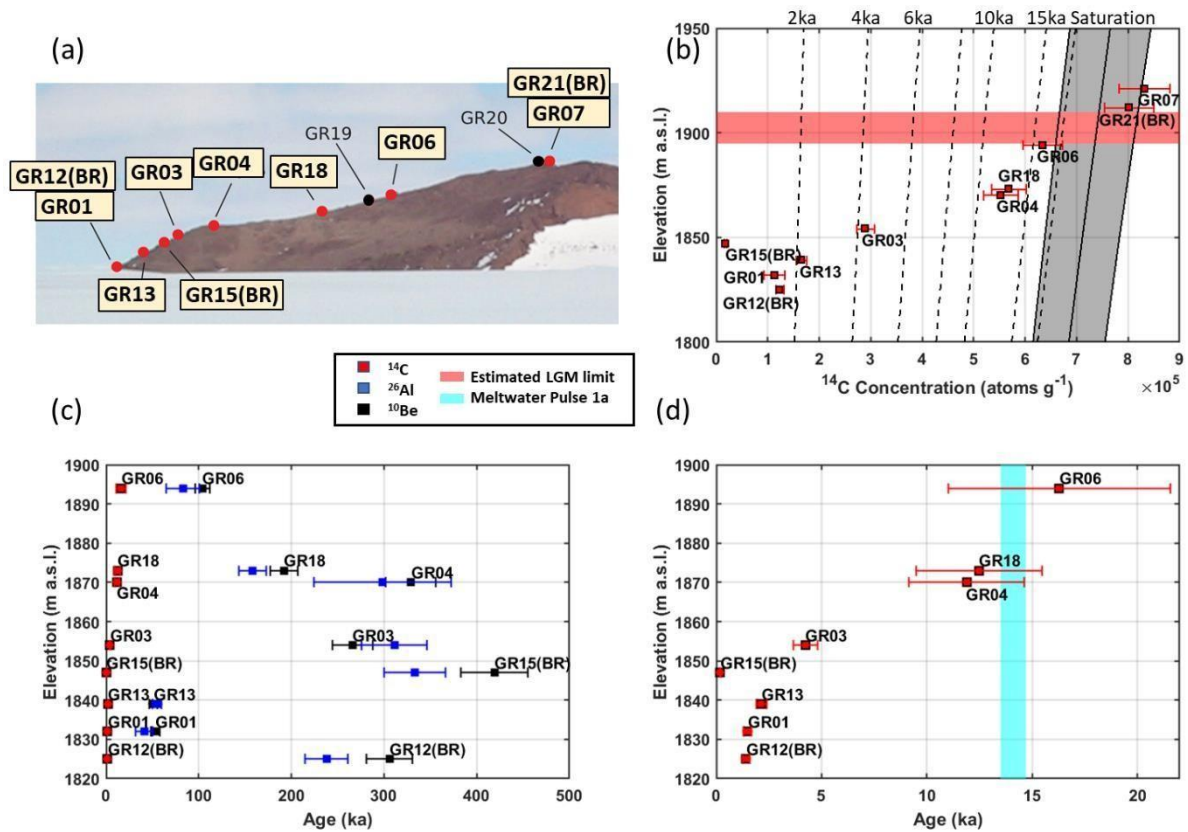 (a)
GR21(BR)
GR20
GR07
GR19
GR06
GR04
GR18
GR03
GR12(BR)
GR01
GR13
GR15(BR)
(b)
2ka 4ka 6ka 10ka 15ka Saturation
1950
1900
1850
1800
Elevation (m a.s.l.)
GR07
GR21(BR)
GR06
GR18
GR04
GR03
GR15(BR)
GR13
GR01
GR12(BR)
0 1 2 3 4 5 6 7 8 9
¹⁴C Concentration (atoms g⁻¹) ×10⁵
¹⁴C
²⁶Al
¹⁰Be
Estimated LGM limit
Meltwater Pulse 1a
(c)
1900
1890
1880
1870
1860
1850
1840
1830
1820
Elevation (m a.s.l.)
GR06 GR06
GR18 GR18
GR04 GR04
GR03 GR03
GR15(BR) GR15(BR)
GR13 GR13
GR01 GR01
GR12(BR) GR12(BR)
0 100 200 300 400 500
Age (ka)
(d)
1900
1890
1880
1870
1860
1850
1840
1830
1820
Elevation (m a.s.l.)
GR06
GR18
GR04
GR03
GR15(BR)
GR13
GR01
GR12(BR)
0 5 10 15 20
Age (ka)